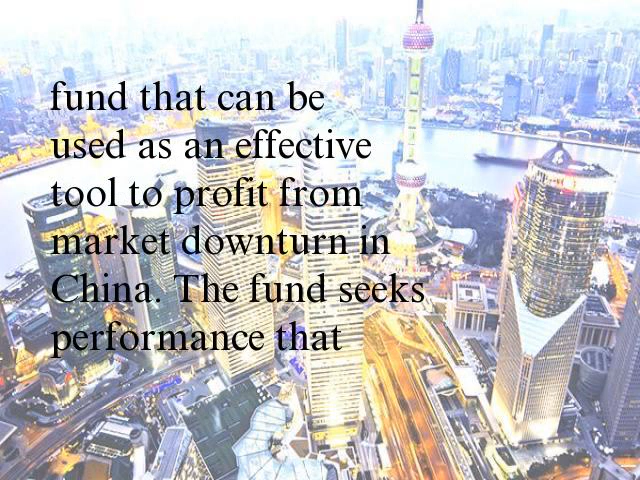 fund that can be
used as an effective
tool to profit from
market downturn in
China. The fund seeks
performance that